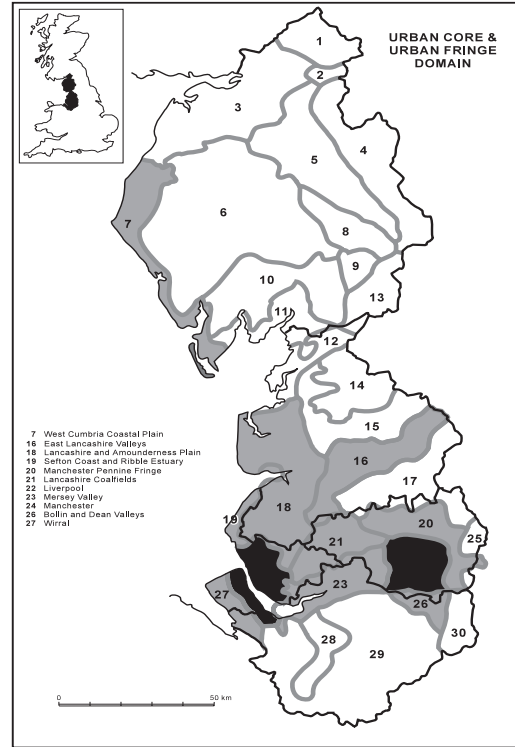 URBAN CORE &
URBAN FRINGE
DOMAIN
1
2
3
4
5
6
7
8
9
10
11
12
13
14
15
16
17
18
19
20
21
23
25
26
27
28
29
30
7 West Cumbria Coastal Plain
16 East Lancashire Valleys
18 Lancashire and Amounderness Plain
19 Sefton Coast and Ribble Estuary
20 Manchester Pennine Fringe
21 Lancashire Coalfields
22 Liverpool
23 Mersey Valley
24 Manchester
26 Bollin and Dean Valleys
27 Wirral
0 50 km